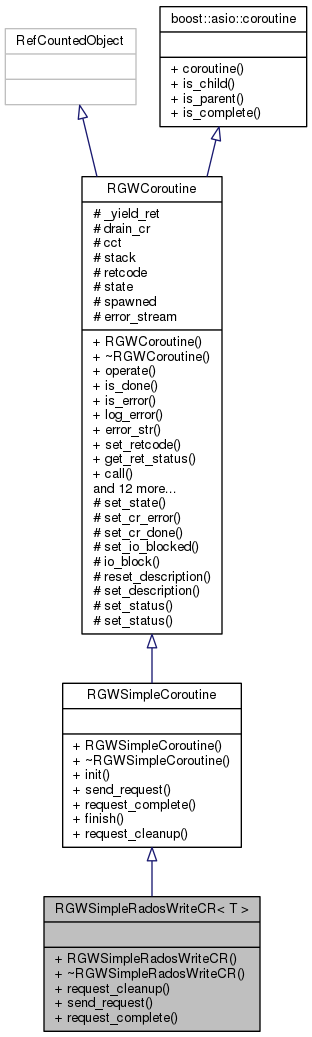 RefCountedObject
boost::asio::coroutine
+ coroutine()
+ is_child()
+ is_parent()
+ is_complete()
RGWCoroutine
# _yield_ret
# drain_cr
# cct
# stack
# retcode
# state
# spawned
# error_stream
+ RGWCoroutine()
+ ~RGWCoroutine()
+ operate()
+ is_done()
+ is_error()
+ log_error()
+ error_str()
+ set_retcode()
+ get_ret_status()
+ call()
and 12 more...
# set_state()
# set_cr_error()
# set_cr_done()
# set_io_blocked()
# io_block()
# reset_description()
# set_description()
# set_status()
# set_status()
RGWSimpleCoroutine
+ RGWSimpleCoroutine()
+ ~RGWSimpleCoroutine()
+ init()
+ send_request()
+ request_complete()
+ finish()
+ request_cleanup()
RGWSimpleRadosWriteCR< T >
+ RGWSimpleRadosWriteCR()
+ ~RGWSimpleRadosWriteCR()
+ request_cleanup()
+ send_request()
+ request_complete()